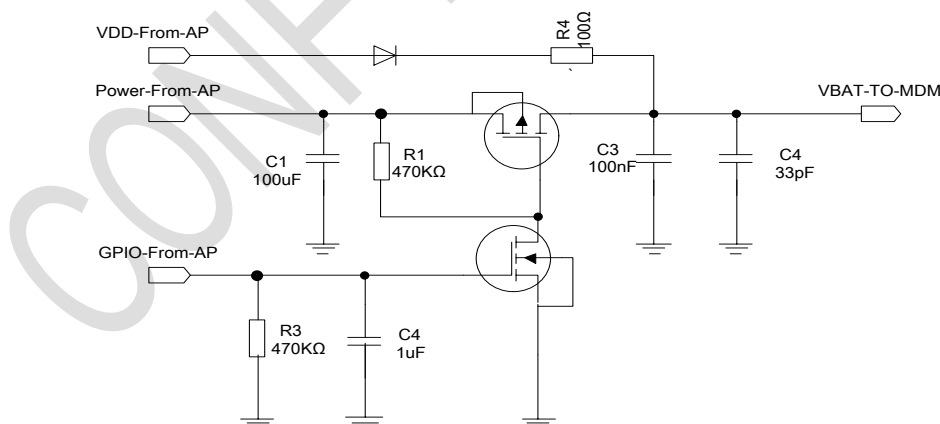 VDD-From-AP
R4
100Ω
Power-From-AP
VBAT-TO-MDM
C1
100uF
R1
470KΩ
C3
100nF
C4
33pF
GPIO-From-AP
R3
470KΩ
C4
1uF